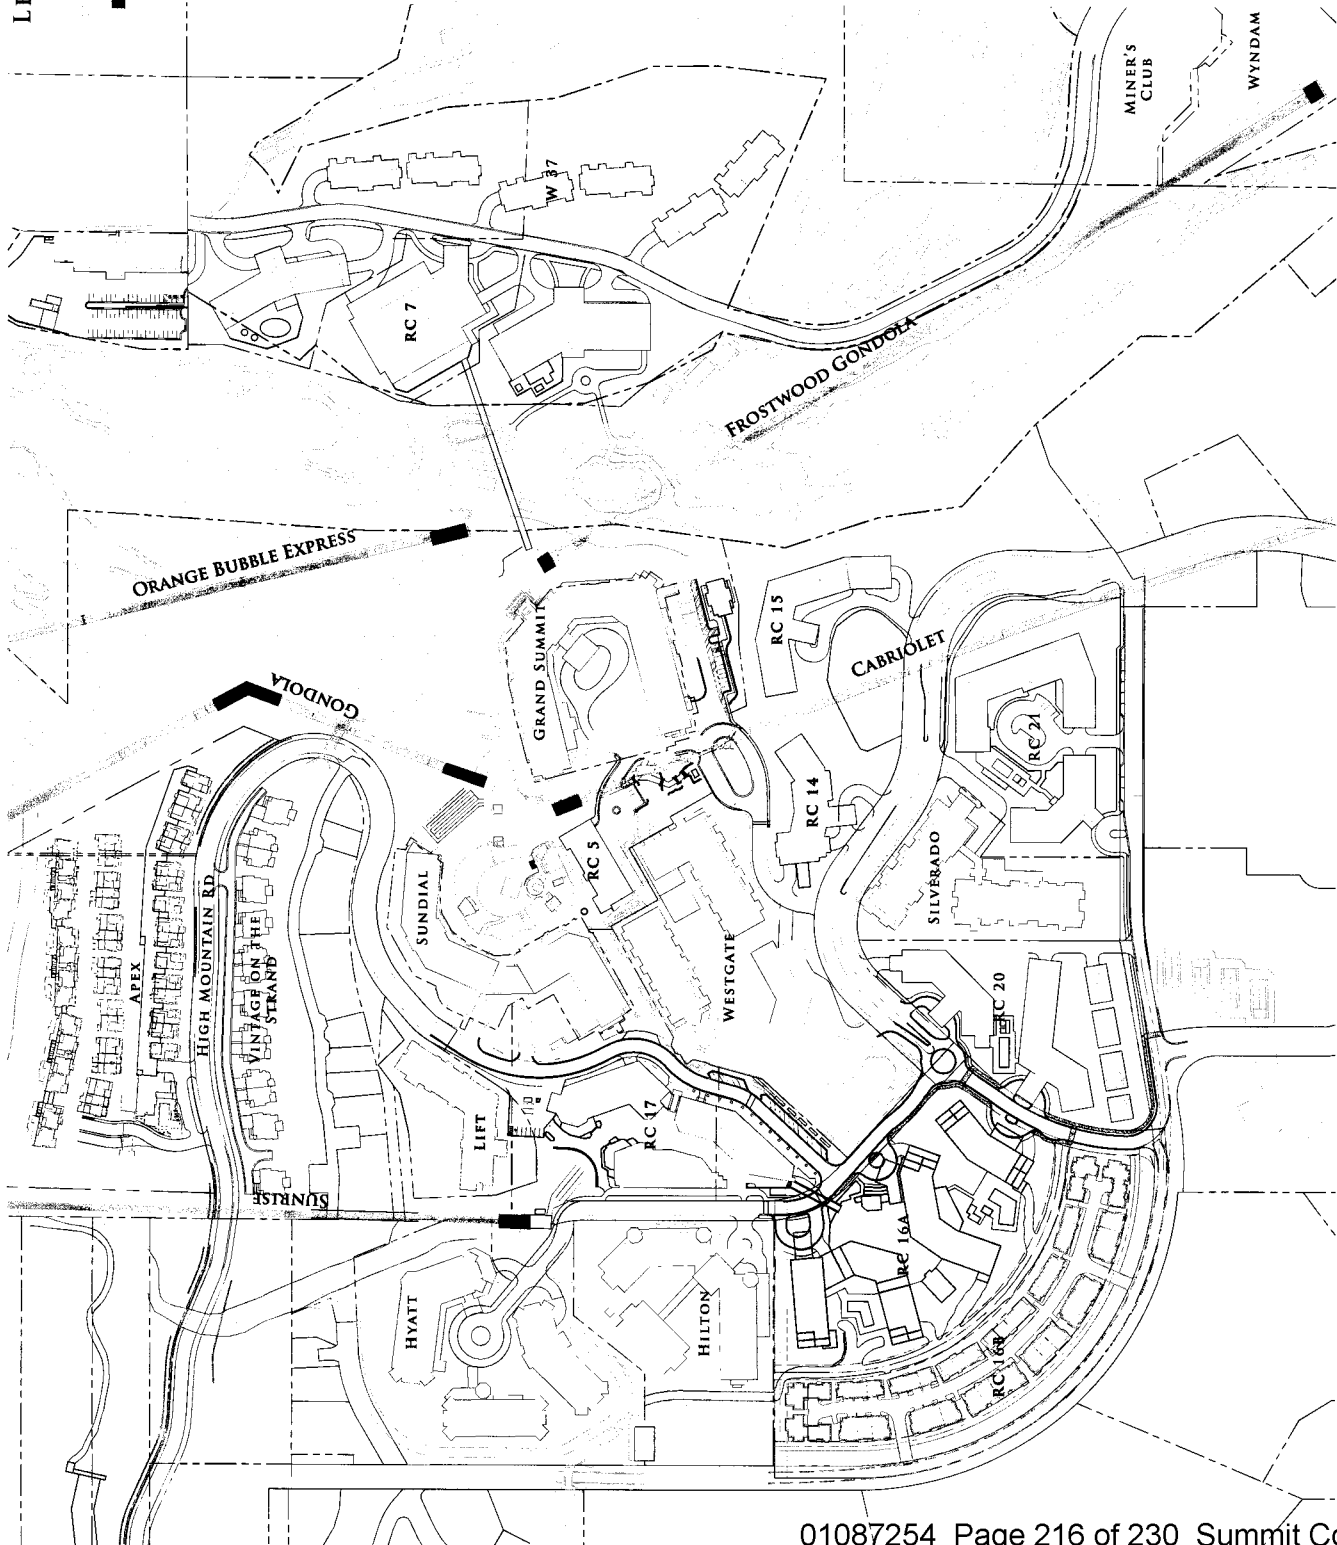 MINER'S
CLUB
WYNDAM
W 37
RC 7
FROSTWOOD GONDOLA
ORANGE BUBBLE EXPRESS
GONDOLA
GRAND SUMMIT
RC 15
CABRIOLET
RC 21
RC 14
RC 5
SUNDIAL
SILVERADO
APEX
HIGH MOUNTAIN RD
VINTAGE ON THE
STRAND
WESTGATE
RC 20
LIFT
RC 17
SUNRISE
RC 16A
HYATT
HILTON
RC 16B
01087254 Page 216 of 230 Summit Co